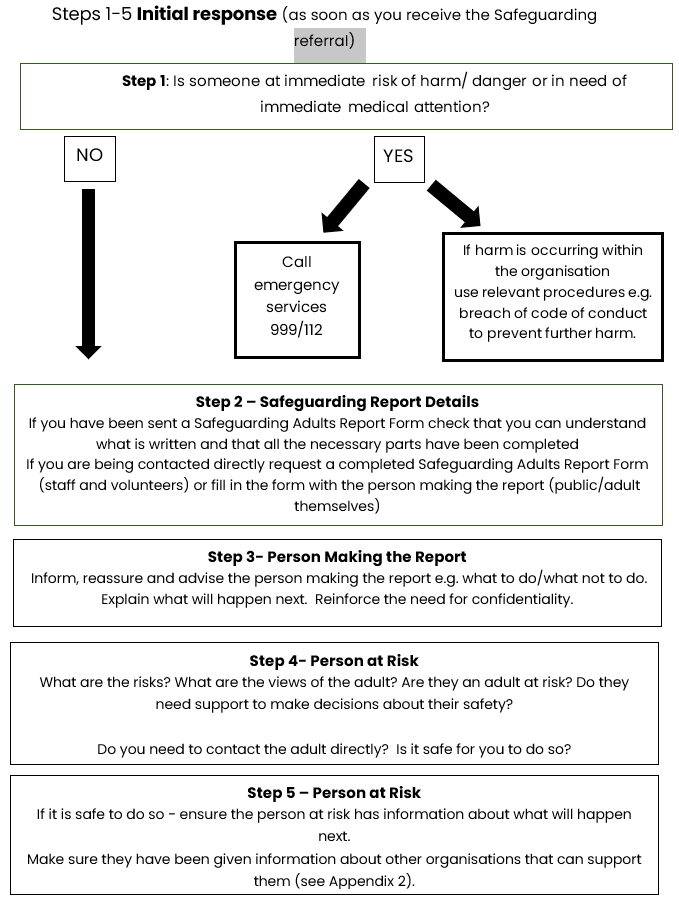 Steps 1-5 Initial response (as soon as you receive the Safeguarding
referral)
Step 1: Is someone at immediate risk of harm/ danger or in need of
immediate medical attention?
NO
YES
Call
emergency
services
999/112
If harm is occurring within
the organisation
use relevant procedures e.g.
breach of code of conduct
to prevent further harm.
Step 2 – Safeguarding Report Details
If you have been sent a Safeguarding Adults Report Form check that you can understand
what is written and that all the necessary parts have been completed
If you are being contacted directly request a completed Safeguarding Adults Report Form
(staff and volunteers) or fill in the form with the person making the report (public/adult
themselves)
Step 3- Person Making the Report
Inform, reassure and advise the person making the report e.g. what to do/what not to do.
Explain what will happen next. Reinforce the need for confidentiality.
Step 4- Person at Risk
What are the risks? What are the views of the adult? Are they an adult at risk? Do they
need support to make decisions about their safety?
Do you need to contact the adult directly? Is it safe for you to do so?
Step 5 – Person at Risk
If it is safe to do so - ensure the person at risk has information about what will happen
next.
Make sure they have been given information about other organisations that can support
them (see Appendix 2).